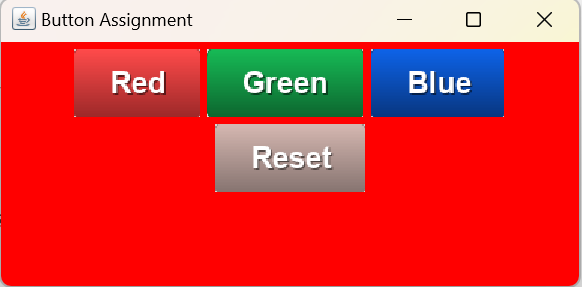 Button Assignment
Red Green Blue
Reset